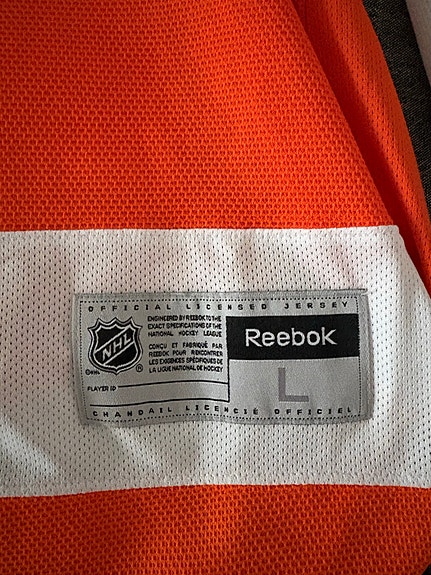 OFFICIAL LICENSED JERSEY
ENGINEERED BY REEBOK TO THE
EXACT SPECIFICATIONS OF THE
NATIONAL HOCKEY LEAGUE
NHL
CONÇU ET FABRIQUÉ PAR
REEBOK POUR RENCONTRER
LES EXIGENCES SPÉCIFIQUES DE
LA LIGUE NATIONAL DE HOCKEY
®
©NHL
PLAYER ID
Reebok
L
CHANDAIL LICENCIÉ OFFICIEL